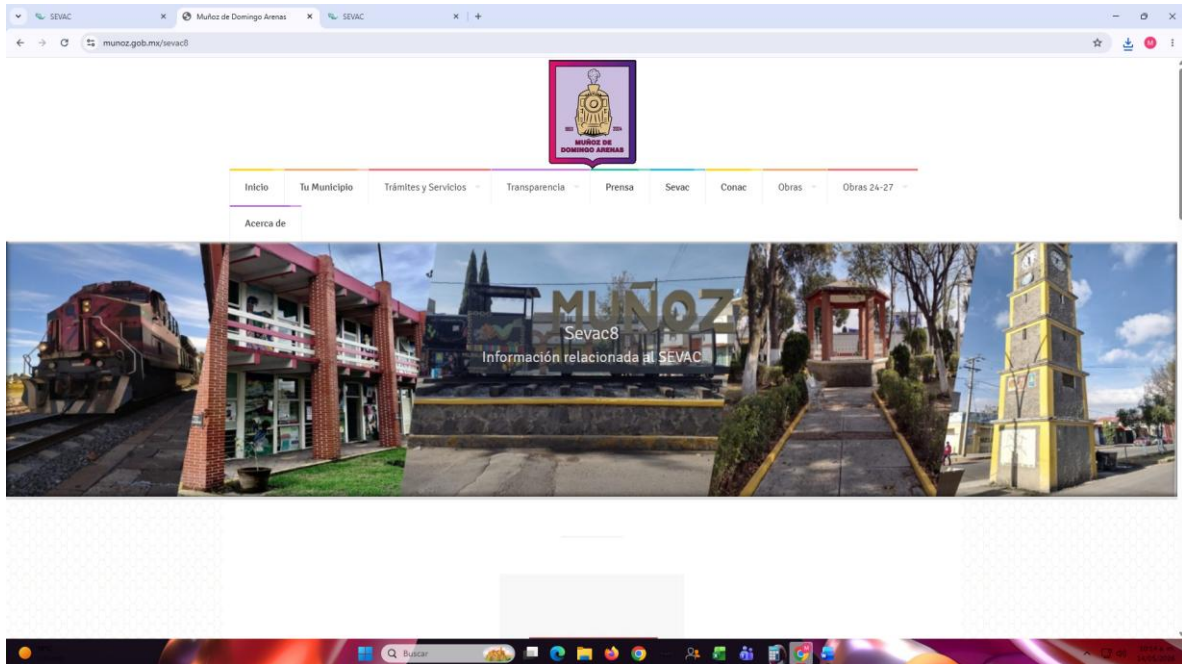 SEVAC
Muñoz de Domingo Arenas
SEVAC
munoz.gob.mx/sevac8
M
MUÑOZ DE
DOMINGO ARENAS
Inicio
Tu Municipio
Trámites y Servicios
Transparencia
Prensa
Sevac
Conac
Obras
Obras 24-27
Acerca de
MUÑOZ
Sevac8
Información relacionada al SEVAC
Buscar